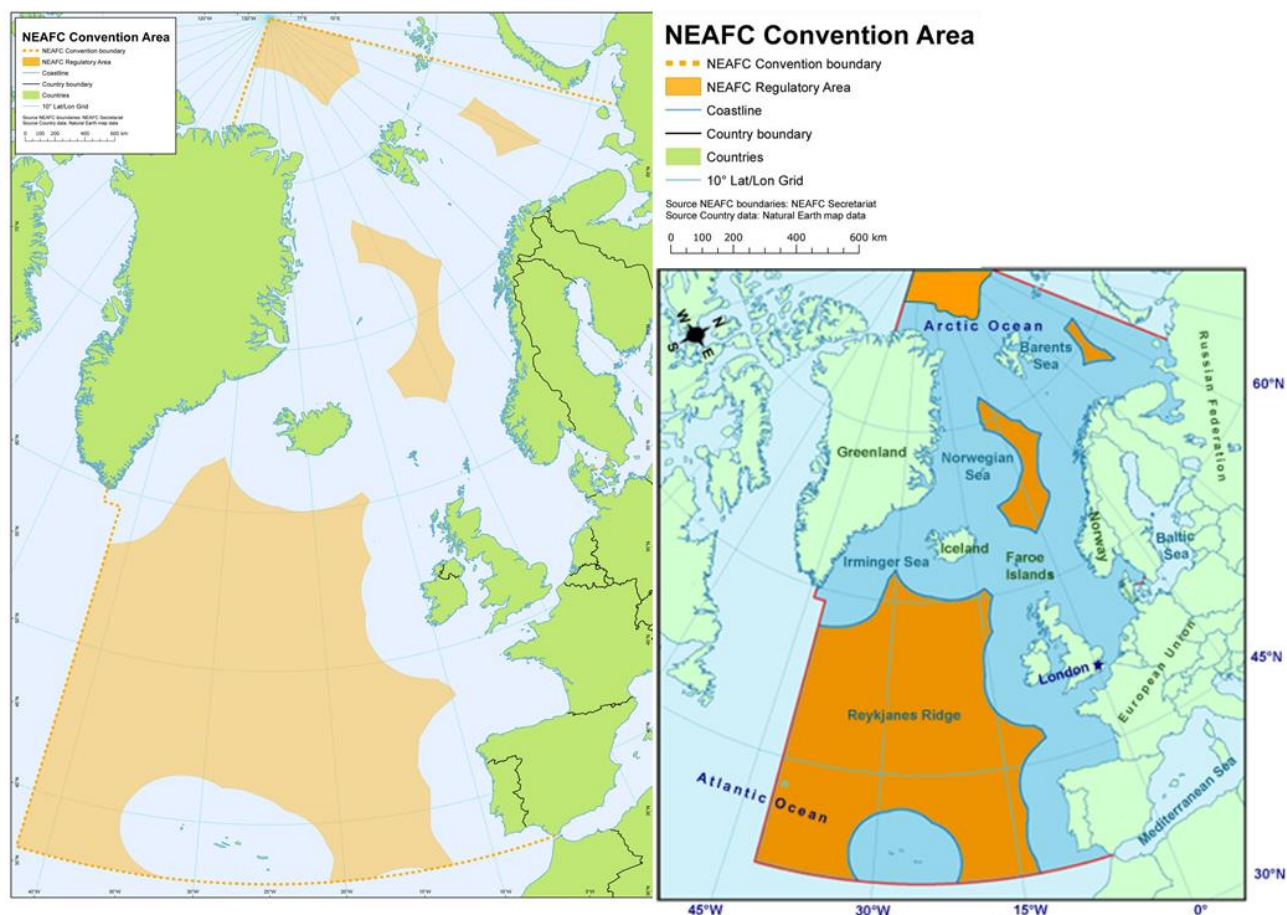 NEAFC Convention Area
NEAFC Convention boundary
NEAFC Regulatory Area
Coastline
Country boundary
Countries
10° Lat/Lon Grid
Source NEAFC boundaries: NEAFC Secretariat
Source Country data: Natural Earth map data
0 100 200 400 600 km
40°W
30°W
20°W
10°W
NEAFC Convention Area
NEAFC Convention boundary
NEAFC Regulatory Area
Coastline
Country boundary
Countries
10° Lat/Lon Grid
Source NEAFC boundaries: NEAFC Secretariat
Source Country data: Natural Earth map data
0 100 200 400 600 km
W N
S E
Arctic Ocean
Barents
Sea
Russian Federation
60°N
Greenland
Norwegian
Sea
Norway
Baltic
Sea
Iceland
Faroe
Islands
Irminger Sea
London
European Union
45°N
Reykjanes Ridge
Atlantic Ocean
Mediterranean Sea
30°N
45°W
30°W
15°W
0°